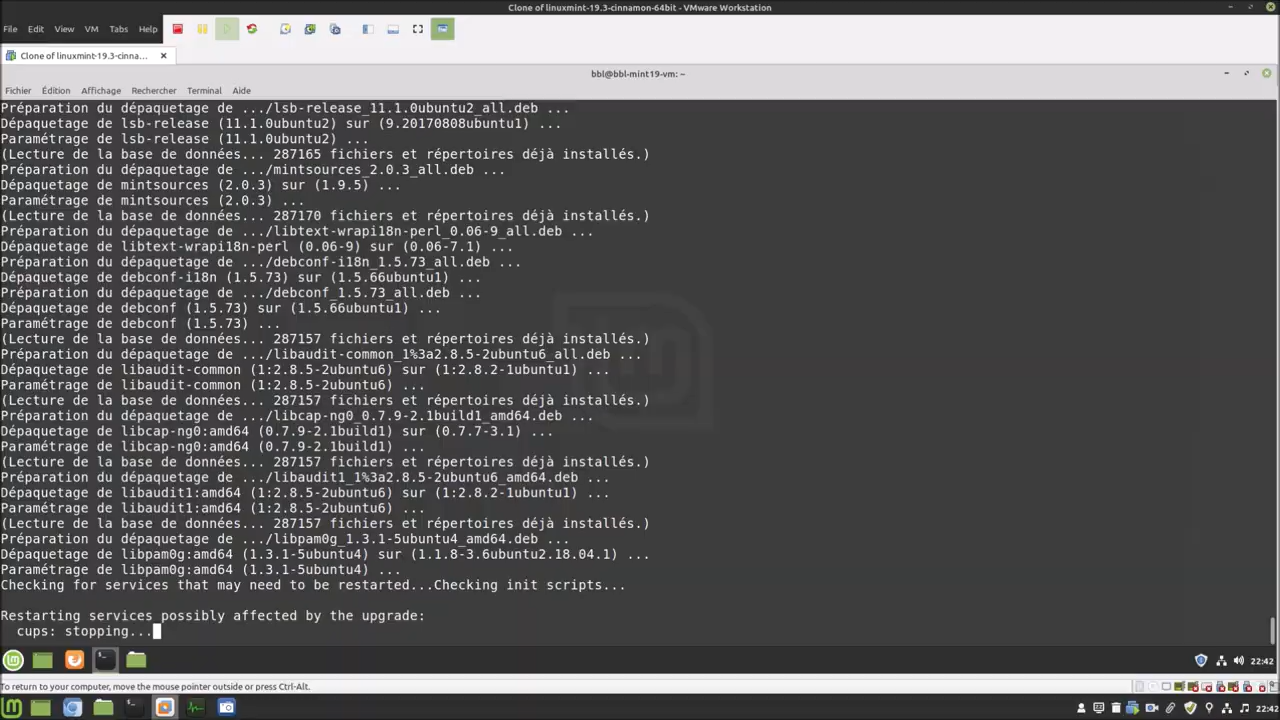 Clone of linuxmint-19.3-cinnamon-64bit - VMware Workstation
File Edit View VM Tabs Help
Clone of linuxmint-19.3-cinna...
bbl@bbl-mint19-vm: ~
Fichier Édition Affichage Rechercher Terminal Aide
Préparation du dépaquetage de .../lsb-release_11.1.0ubuntu2_all.deb ...
Dépaquetage de lsb-release (11.1.0ubuntu2) sur (9.20170808ubuntu1) ...
Paramétrage de lsb-release (11.1.0ubuntu2) ...
(Lecture de la base de données... 287165 fichiers et répertoires déjà installés.)
Préparation du dépaquetage de .../mintsources_2.0.3_all.deb ...
Dépaquetage de mintsources (2.0.3) sur (1.9.5) ...
Paramétrage de mintsources (2.0.3) ...
(Lecture de la base de données... 287170 fichiers et répertoires déjà installés.)
Préparation du dépaquetage de .../libtext-wrapi18n-perl_0.06-9_all.deb ...
Dépaquetage de libtext-wrapi18n-perl (0.06-9) sur (0.06-7.1) ...
Préparation du dépaquetage de .../debconf-i18n_1.5.73_all.deb ...
Dépaquetage de debconf-i18n (1.5.73) sur (1.5.66ubuntu1) ...
Préparation du dépaquetage de .../debconf_1.5.73_all.deb ...
Dépaquetage de debconf (1.5.73) sur (1.5.66ubuntu1) ...
Paramétrage de debconf (1.5.73) ...
(Lecture de la base de données... 287157 fichiers et répertoires déjà installés.)
Préparation du dépaquetage de .../libaudit-common_1%3a2.8.5-2ubuntu6_all.deb ...
Dépaquetage de libaudit-common (1:2.8.5-2ubuntu6) sur (1:2.8.2-1ubuntu1) ...
Paramétrage de libaudit-common (1:2.8.5-2ubuntu6) ...
(Lecture de la base de données... 287157 fichiers et répertoires déjà installés.)
Préparation du dépaquetage de .../libcap-ng0_0.7.9-2.1build1_amd64.deb ...
Dépaquetage de libcap-ng0:amd64 (0.7.9-2.1build1) sur (0.7.7-3.1) ...
Paramétrage de libcap-ng0:amd64 (0.7.9-2.1build1) ...
(Lecture de la base de données... 287157 fichiers et répertoires déjà installés.)
Préparation du dépaquetage de .../libaudit1_1%3a2.8.5-2ubuntu6_amd64.deb ...
Dépaquetage de libaudit1:amd64 (1:2.8.5-2ubuntu6) sur (1:2.8.2-1ubuntu1) ...
Paramétrage de libaudit1:amd64 (1:2.8.5-2ubuntu6) ...
(Lecture de la base de données... 287157 fichiers et répertoires déjà installés.)
Préparation du dépaquetage de .../libpam0g_1.3.1-5ubuntu4_amd64.deb ...
Dépaquetage de libpam0g:amd64 (1.3.1-5ubuntu4) sur (1.1.8-3.6ubuntu2.18.04.1) ...
Paramétrage de libpam0g:amd64 (1.3.1-5ubuntu4) ...
Checking for services that may need to be restarted...Checking init scripts...
Restarting services possibly affected by the upgrade:
cups: stopping...
22:42
To return to your computer, move the mouse pointer outside or press Ctrl-Alt.
22:42